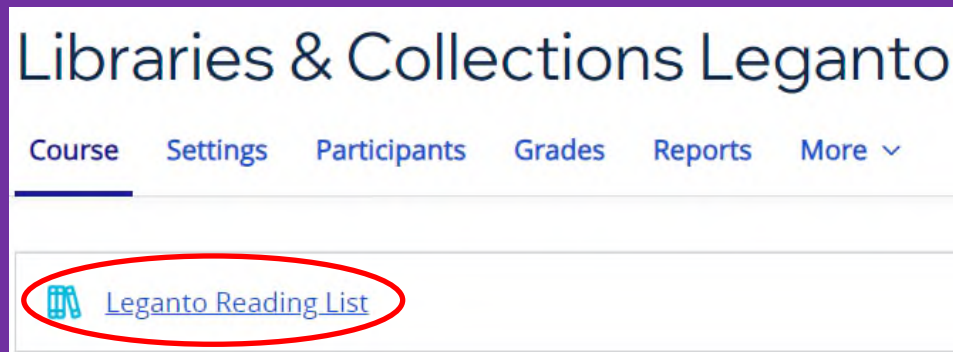 Libraries & Collections Leganto
Course Settings Participants Grades Reports More
Leganto Reading List